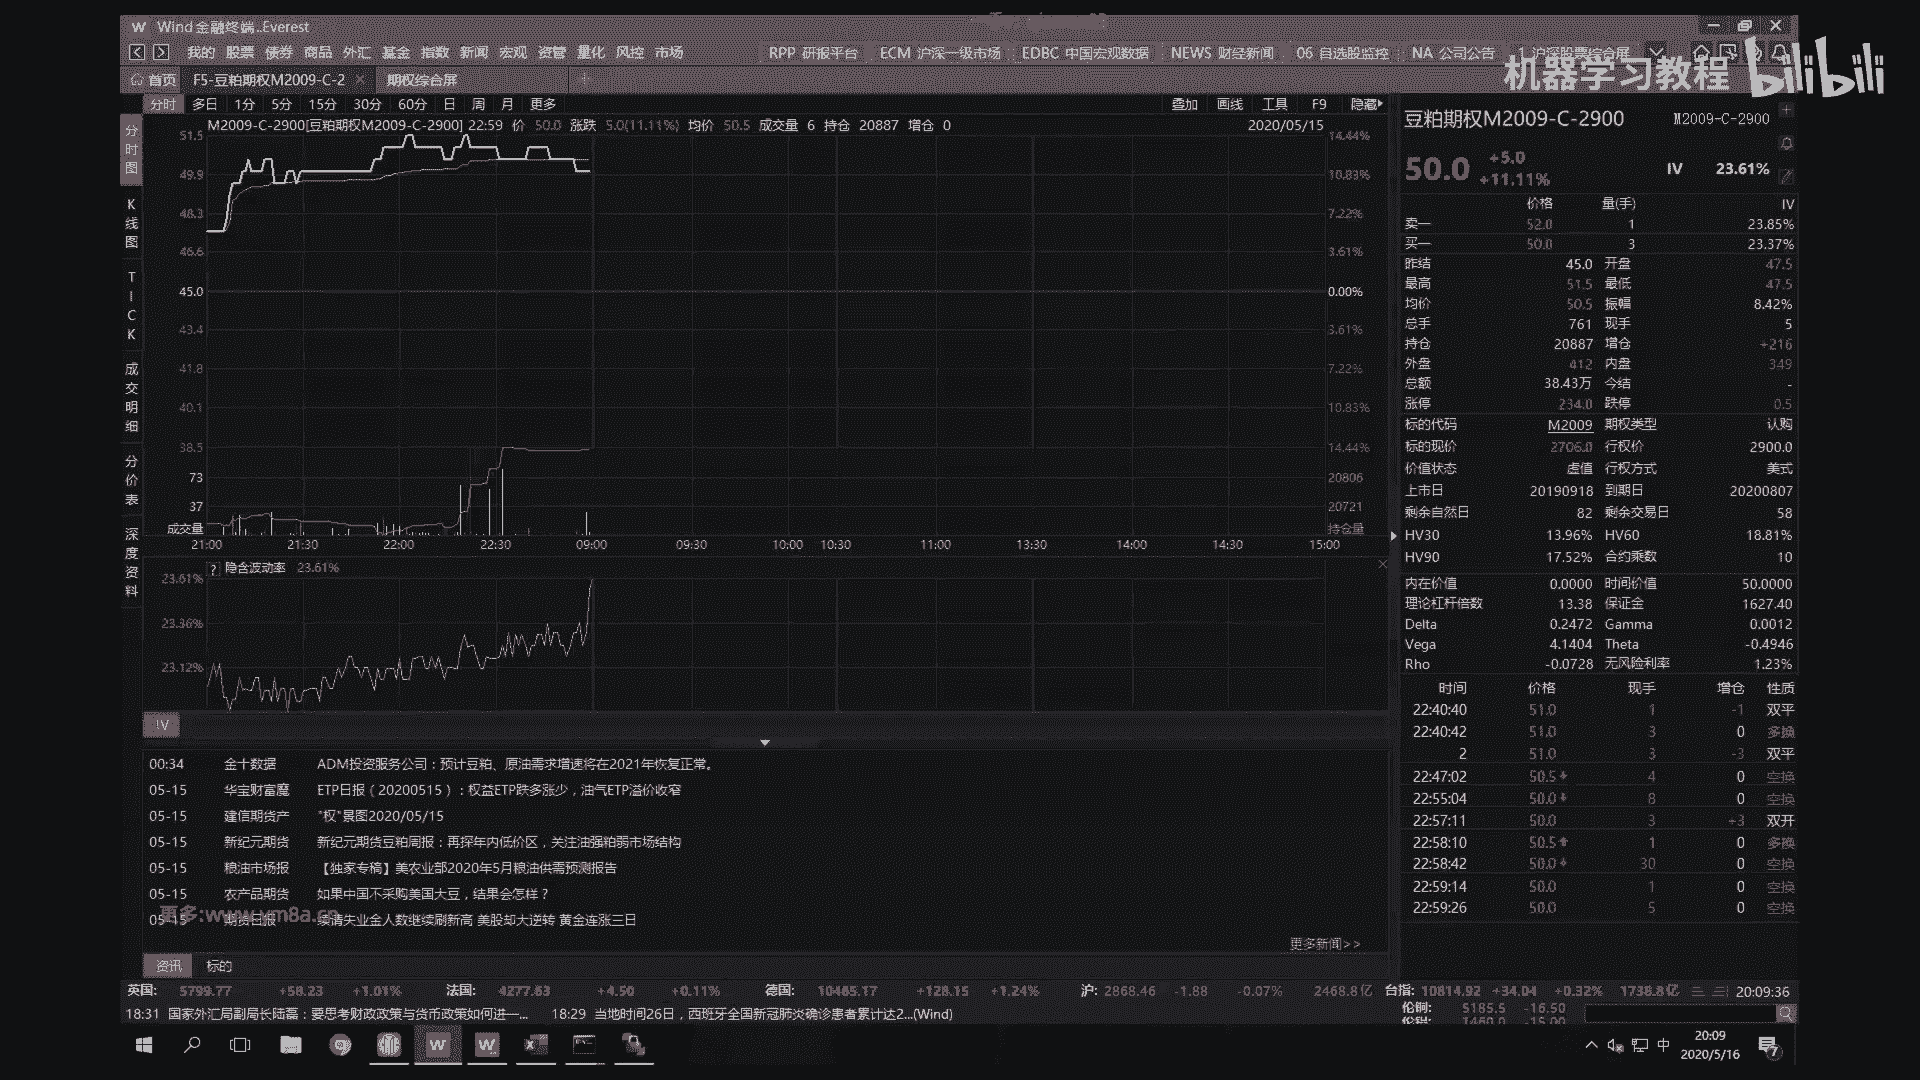 Wind金融终端..Everest
我的 股票 债券 商品 外汇 基金 指数 新闻 宏观 资管 量化 风控 市场 RPP 研报平台 ECM 沪深一级市场 EDBC 中国宏观数据 NEWS 财经新闻 06 自选股监控 NA 公司公告 1 沪深股票综合屏
机器学习教程 bilibili
首页 F5-豆粕期权M2009-C-2 期权综合屏
分时 多日 1分 5分 15分 30分 60分 日 周 月 更多 叠加 画线 工具 F9 隐藏
M2009-C-2900[豆粕期权M2009-C-2900] 22:59 价 50.0 涨跌 5.0(11.11%) 均价 50.5 成交量 6 持仓 20887 增仓 0 2020/05/15
分时图
K线图
TICK
成交明细
分价表
深度资料
51.5 14.44%
49.9 10.83%
48.3 7.22%
46.6 3.61%
45.0 0.00%
43.4 3.61%
41.8 7.22%
40.1 10.83%
38.5 14.44%
73 20806
37 20721
成交量 持仓量
21:00 21:30 22:00 22:30 09:00 09:30 10:00 10:30 11:00 13:30 14:00 14:30 15:00
? 隐含波动率 23.61%
23.61%
23.36%
23.12%
IV
00:34 金十数据 ADM投资服务公司：预计豆粕、原油需求增速将在2021年恢复正常。
05-15 华宝财富魔 ETP日报（20200515）：权益ETP跌多涨少，油气ETP溢价收窄
05-15 建信期货产 "权"景图2020/05/15
05-15 新纪元期货 新纪元期货豆粕周报：再探年内低价区，关注油强粕弱市场结构
05-15 粮油市场报 【独家专稿】美农业部2020年5月粮油供需预测报告
05-15 农产品期货 如果中国不采购美国大豆，结果会怎样？
05-15 期货日报 续请失业金人数继续刷新高 美股却大逆转 黄金连涨三日
更多:www.xm8a.cn
更多新闻>>
资讯 标的
豆粕期权M2009-C-2900 M2009-C-2900
50.0 +5.0 +11.11% IV 23.61%
价格 量(手) IV
卖一 52.0 1 23.85%
买一 50.0 3 23.37%
昨结 45.0 开盘 47.5
最高 51.5 最低 47.5
均价 50.5 振幅 8.42%
总手 761 现手 5
持仓 20887 增仓 +216
外盘 412 内盘 349
总额 38.43万 今结 -
涨停 234.0 跌停 0.5
标的代码 M2009 期权类型 认购
标的现价 2706.0 行权价 2900.0
价值状态 虚值 行权方式 美式
上市日 20190918 到期日 20200807
剩余自然日 82 剩余交易日 58
HV30 13.96% HV60 18.81%
HV90 17.52% 合约乘数 10
内在价值 0.0000 时间价值 50.0000
理论杠杆倍数 13.38 保证金 1627.40
Delta 0.2472 Gamma 0.0012
Vega 4.1404 Theta -0.4946
Rho -0.0728 无风险利率 1.23%
时间 价格 现手 增仓 性质
22:40:40 51.0 1 -1 双平
22:40:42 51.0 3 0 多换
2 51.0 3 -3 双平
22:47:02 50.5 4 0 空换
22:55:04 50.0 8 0 空换
22:57:11 50.0 3 +3 双开
22:58:10 50.5 1 0 多换
22:58:42 50.0 30 0 空换
22:59:14 50.0 1 0 空换
22:59:26 50.0 5 0 空换
英国: 5799.77 +58.23 +1.01% 法国: 4277.63 +4.50 +0.11% 德国: 10465.17 +128.15 +1.24% 沪: 2868.46 -1.88 -0.07% 2468.8亿 台指: 10814.92 +34.04 +0.32% 1738.8亿 20:09:36
18:31 国家外汇局副局长陆磊：要思考财政政策与货币政策如何进一... 18:29 当地时间26日，西班牙全国新冠肺炎确诊患者累计达2...(Wind) 伦铜: 5185.5 -16.50
中 20:09
2020/5/16 7